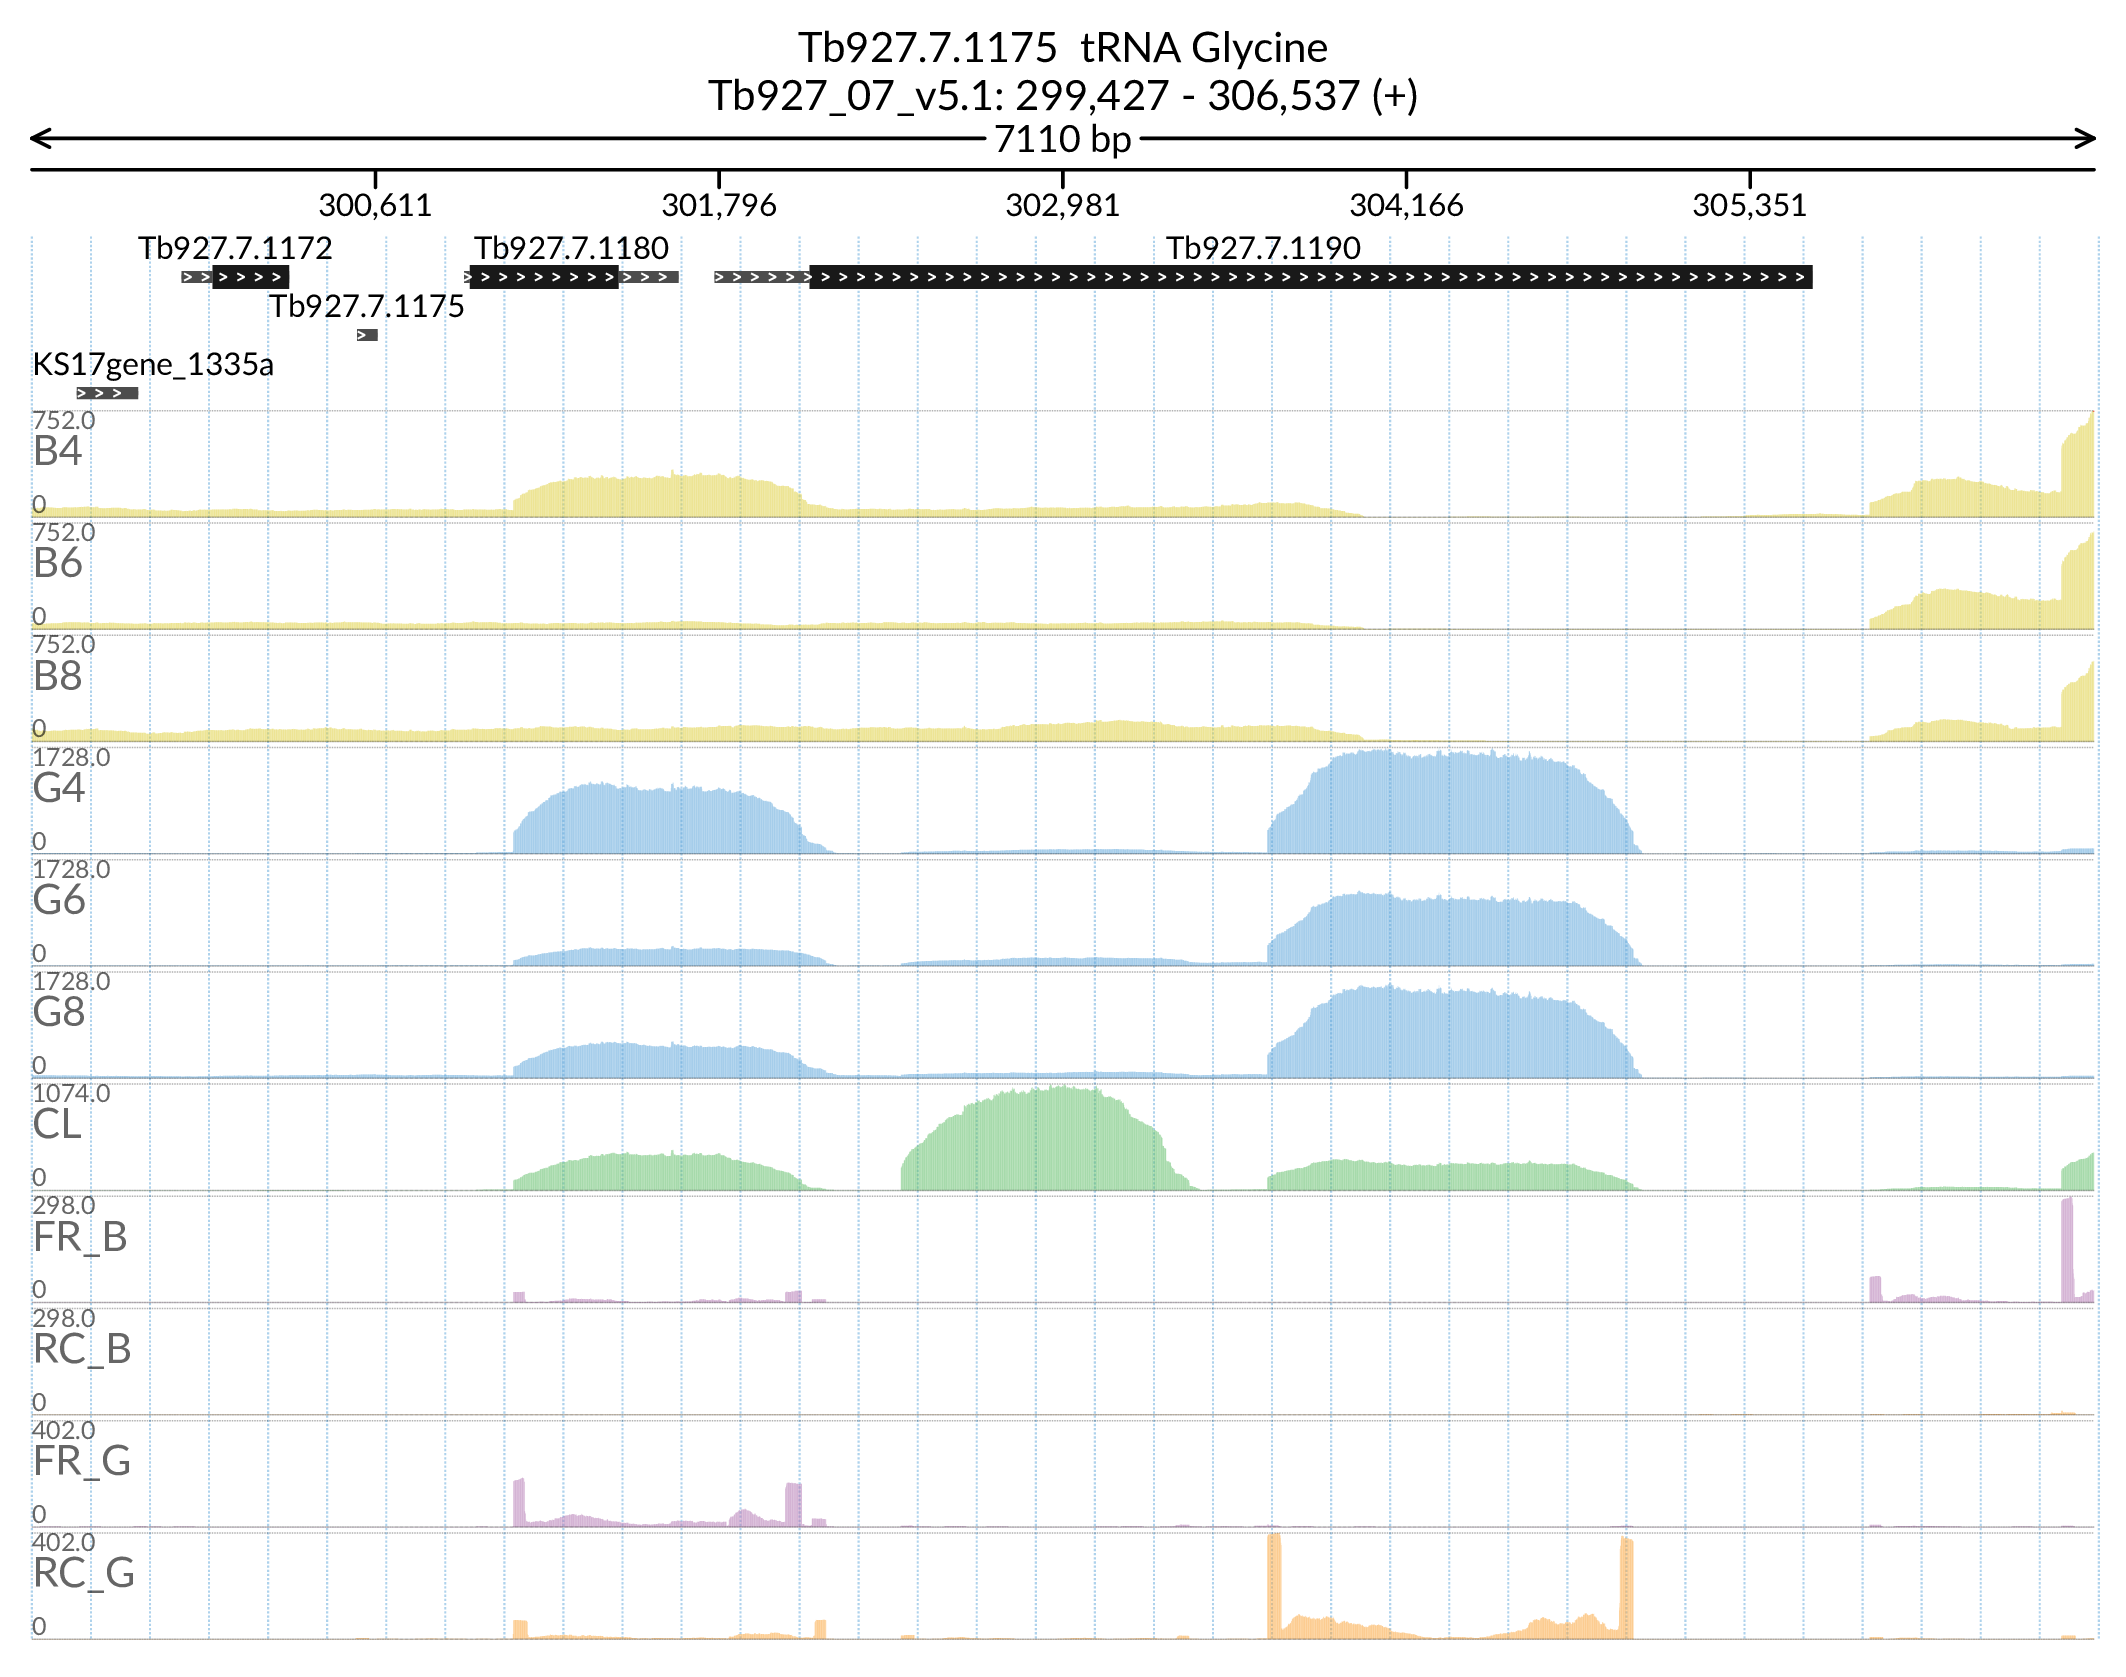 Tb927.7.1175 tRNA Glycine
Tb927_07_v5.1: 299,427 - 306,537 (+)
7110 bp
300,611 301,796 302,981 304,166 305,351
Tb927.7.1172 Tb927.7.1180 Tb927.7.1190
Tb927.7.1175
KS17gene_1335a
752.0
B4
0
752.0
B6
0
752.0
B8
0
1728.0
G4
0
1728.0
G6
0
1728.0
G8
0
1074.0
CL
0
298.0
FR_B
0
298.0
RC_B
0
402.0
FR_G
0
402.0
RC_G
0